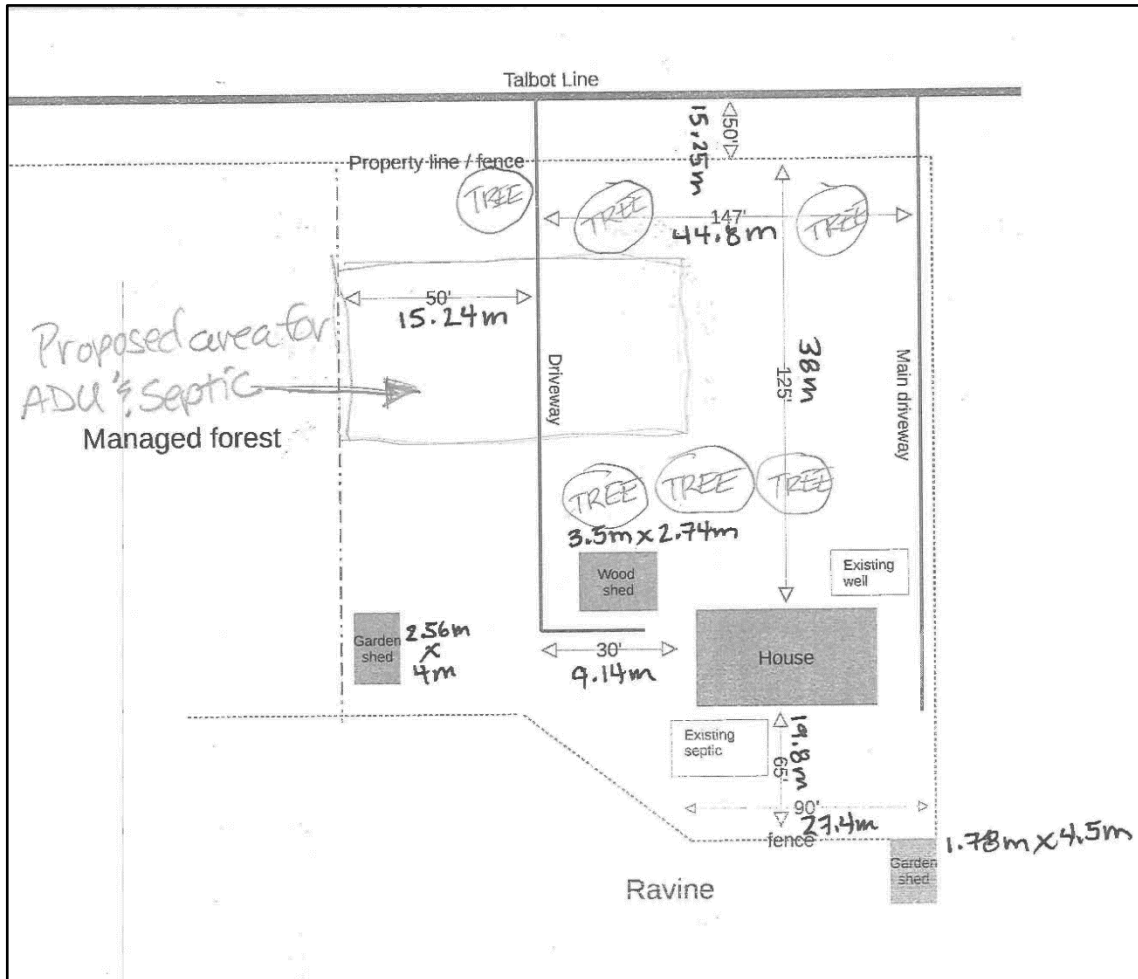 Talbot Line
50'
15.25m
Property line / fence
TREE
TREE
TREE
147'
44.8m
50'
15.24m
Proposed area for
ADU & Septic
Managed forest
Driveway
125'
38m
Main driveway
TREE
TREE
TREE
3.5m x 2.74m
Wood
shed
Existing
well
Garden
shed
2.56m
x
4m
30'
9.14m
House
Existing
septic
65'
19.8m
90'
27.4m
fence
Garden
shed
1.78m x 4.5m
Ravine